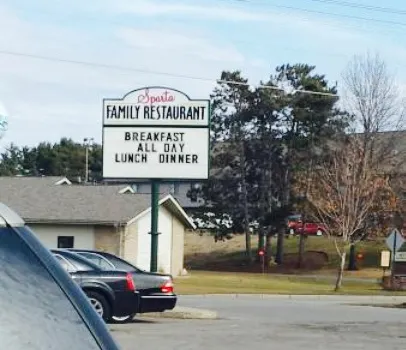 Sparta
FAMILY RESTAURANT
BREAKFAST
ALL DAY
LUNCH DINNER